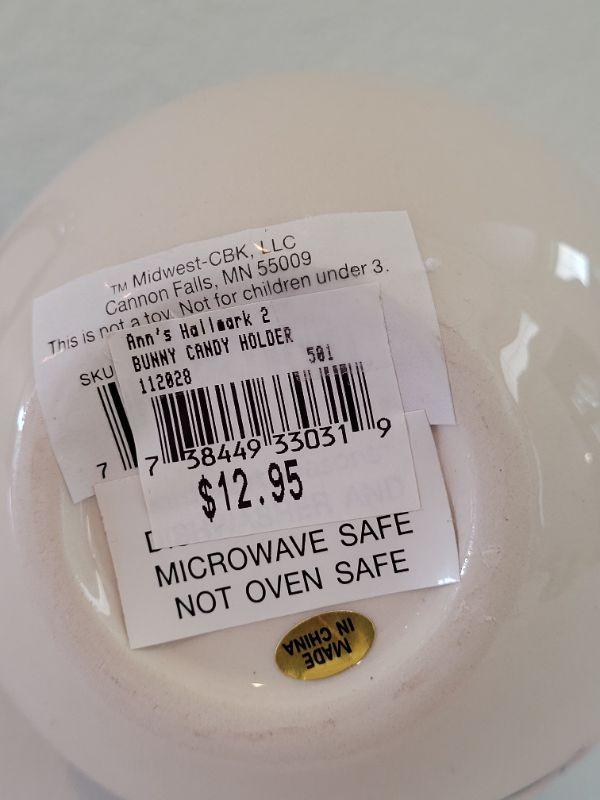 ™ Midwest-CBK, LLC
Cannon Falls, MN 55009
This is not a toy. Not for children under 3.
SKU
7
Ann's Hallmark 2
BUNNY CANDY HOLDER
501
112028
7 38449 33031 9
$12.95
MICROWAVE SAFE
NOT OVEN SAFE
MADE
IN CHINA